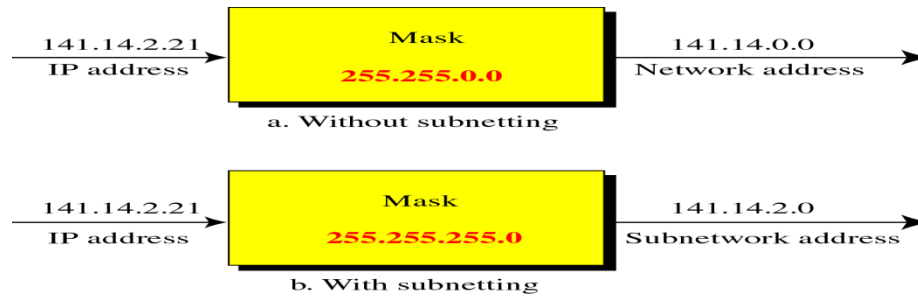 141.14.2.21
IP address
Mask
255.255.0.0
141.14.0.0
Network address
a. Without subnetting
141.14.2.21
IP address
Mask
255.255.255.0
141.14.2.0
Subnetwork address
b. With subnetting